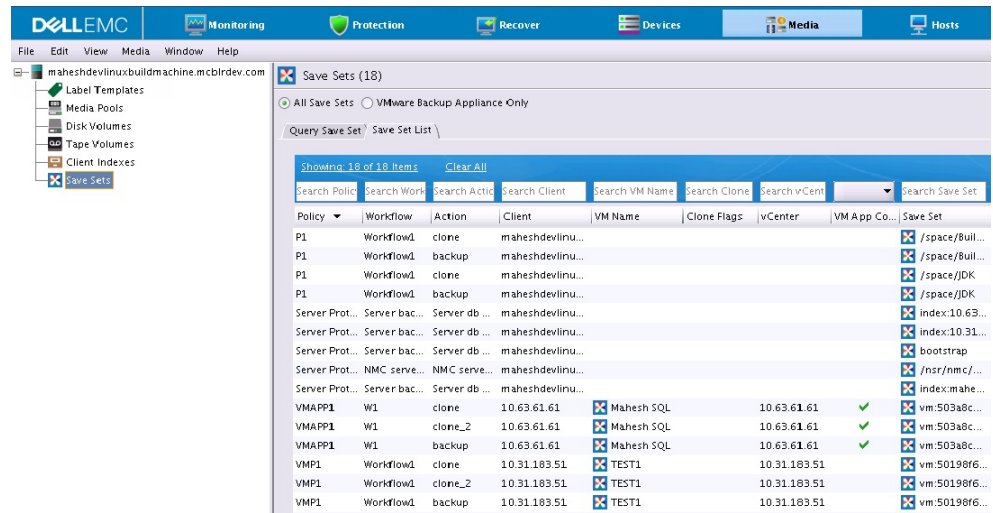 DELLEMC Monitoring Protection Recover Devices Media Hosts
File Edit View Media Window Help
maheshdevlinuxbuildmachine.mcblrdev.com
Label Templates
Media Pools
Disk Volumes
Tape Volumes
Client Indexes
Save Sets
Save Sets (18)
All Save Sets VMware Backup Appliance Only
Query Save Set Save Set List
Showing: 18 of 18 Items Clear All
Search Polic Search Work Search Actic Search Client Search VM Name Search Clone Search vCent Search Save Set
Policy Workflow Action Client VM Name Clone Flags vCenter VM App Co... Save Set
P1 Workflow1 clone maheshdevlinu... /space/Buil...
P1 Workflow1 backup maheshdevlinu... /space/Buil...
P1 Workflow1 clone maheshdevlinu... /space/JDK
P1 Workflow1 backup maheshdevlinu... /space/JDK
Server Prot... Server bac... Server db ... maheshdevlinu... index:10.63...
Server Prot... Server bac... Server db ... maheshdevlinu... index:10.31...
Server Prot... Server bac... Server db ... maheshdevlinu... bootstrap
Server Prot... NMC serve... NMC serve... maheshdevlinu... /nsr/nmc/...
Server Prot... Server bac... Server db ... maheshdevlinu... index:mahe...
VMAPP1 W1 clone 10.63.61.61 Mahesh SQL 10.63.61.61 vm:503a8c...
VMAPP1 W1 clone_2 10.63.61.61 Mahesh SQL 10.63.61.61 vm:503a8c...
VMAPP1 W1 backup 10.63.61.61 Mahesh SQL 10.63.61.61 vm:503a8c...
VMP1 Workflow1 clone 10.31.183.51 TEST1 10.31.183.51 vm:50198f6...
VMP1 Workflow1 clone_2 10.31.183.51 TEST1 10.31.183.51 vm:50198f6...
VMP1 Workflow1 backup 10.31.183.51 TEST1 10.31.183.51 vm:50198f6...